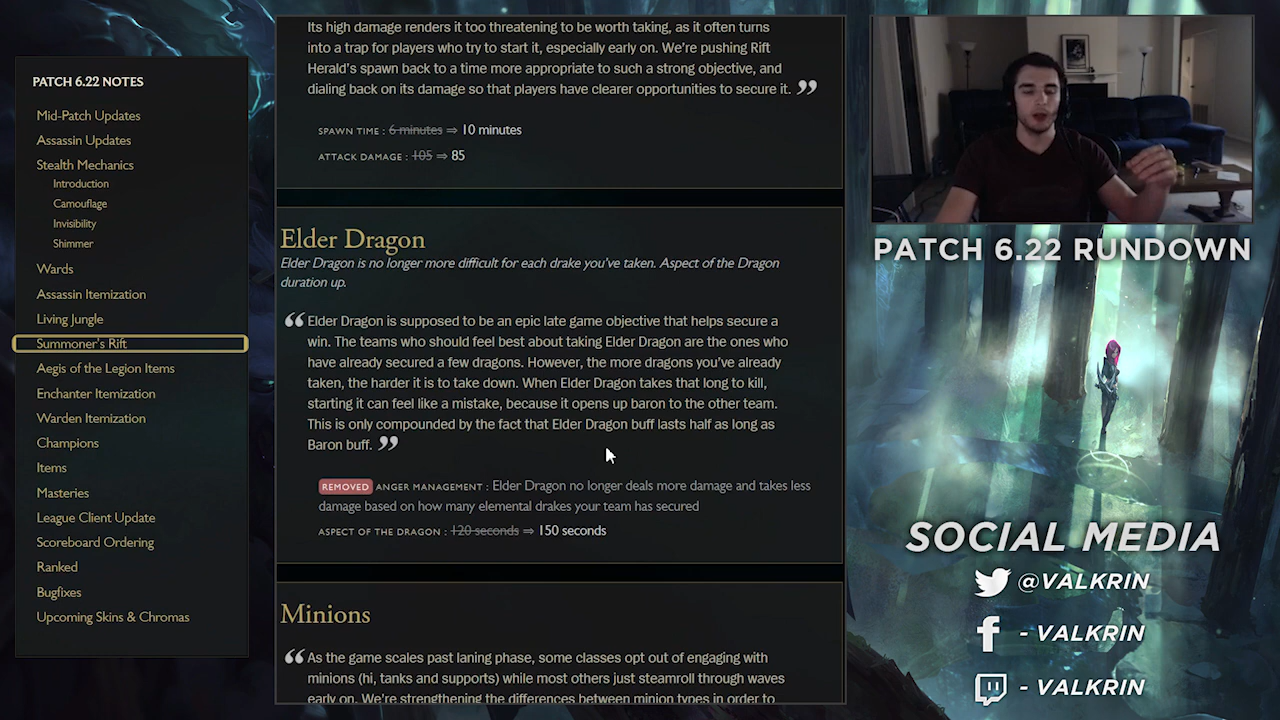 PATCH 6.22 NOTES
Mid-Patch Updates
Assassin Updates
Stealth Mechanics
Introduction
Camouflage
Invisibility
Shimmer
Wards
Assassin Itemization
Living Jungle
Summoner's Rift
Aegis of the Legion Items
Enchanter Itemization
Warden Itemization
Champions
Items
Masteries
League Client Update
Scoreboard Ordering
Ranked
Bugfixes
Upcoming Skins & Chromas
Its high damage renders it too threatening to be worth taking, as it often turns
into a trap for players who try to start it, especially early on. We're pushing Rift
Herald's spawn back to a time more appropriate to such a strong objective, and
dialing back on its damage so that players have clearer opportunities to secure it. ”
SPAWN TIME : 6 minutes ⇒ 10 minutes
ATTACK DAMAGE : 105 ⇒ 85
Elder Dragon
Elder Dragon is no longer more difficult for each drake you've taken. Aspect of the Dragon
duration up.
“ Elder Dragon is supposed to be an epic late game objective that helps secure a
win. The teams who should feel best about taking Elder Dragon are the ones who
have already secured a few dragons. However, the more dragons you've already
taken, the harder it is to take down. When Elder Dragon takes that long to kill,
starting it can feel like a mistake, because it opens up baron to the other team.
This is only compounded by the fact that Elder Dragon buff lasts half as long as
Baron buff. ”
REMOVED ANGER MANAGEMENT : Elder Dragon no longer deals more damage and takes less
damage based on how many elemental drakes your team has secured
ASPECT OF THE DRAGON : 120 seconds ⇒ 150 seconds
Minions
“ As the game scales past laning phase, some classes opt out of engaging with
minions (hi, tanks and supports) while most others just steamroll through waves
early on. We're strengthening the differences between minion types in order to
PATCH 6.22 RUNDOWN
SOCIAL MEDIA
@VALKRIN
- VALKRIN
- VALKRIN